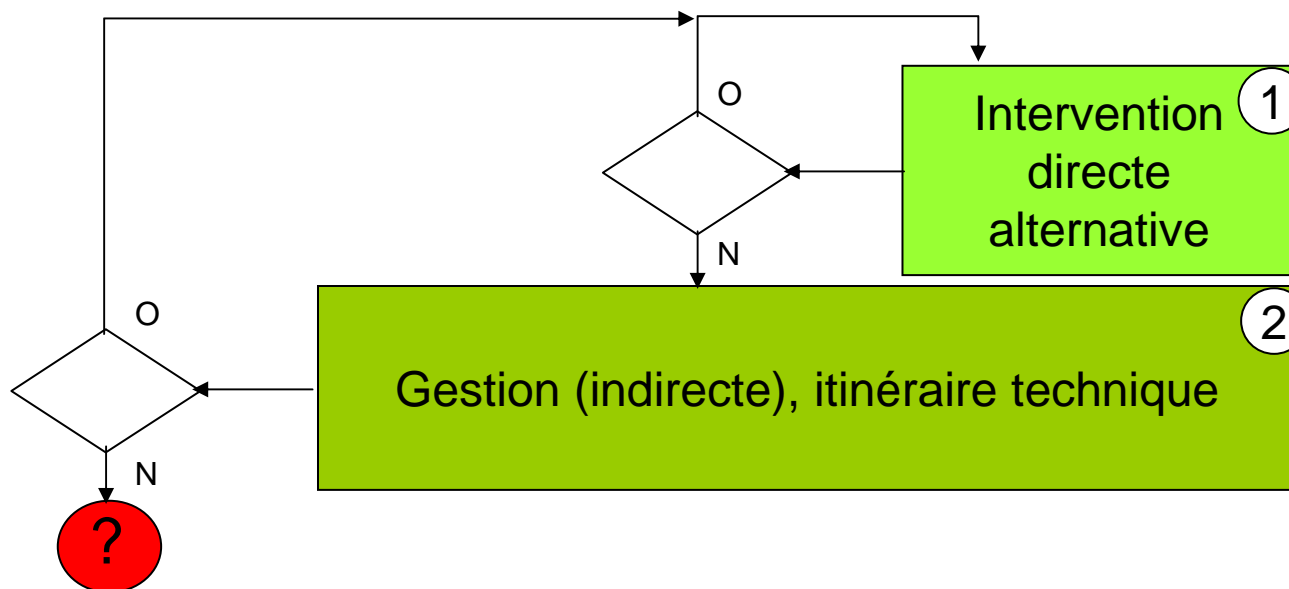 O
1
Intervention
directe
alternative
N
2
O
Gestion (indirecte), itinéraire technique
N
?